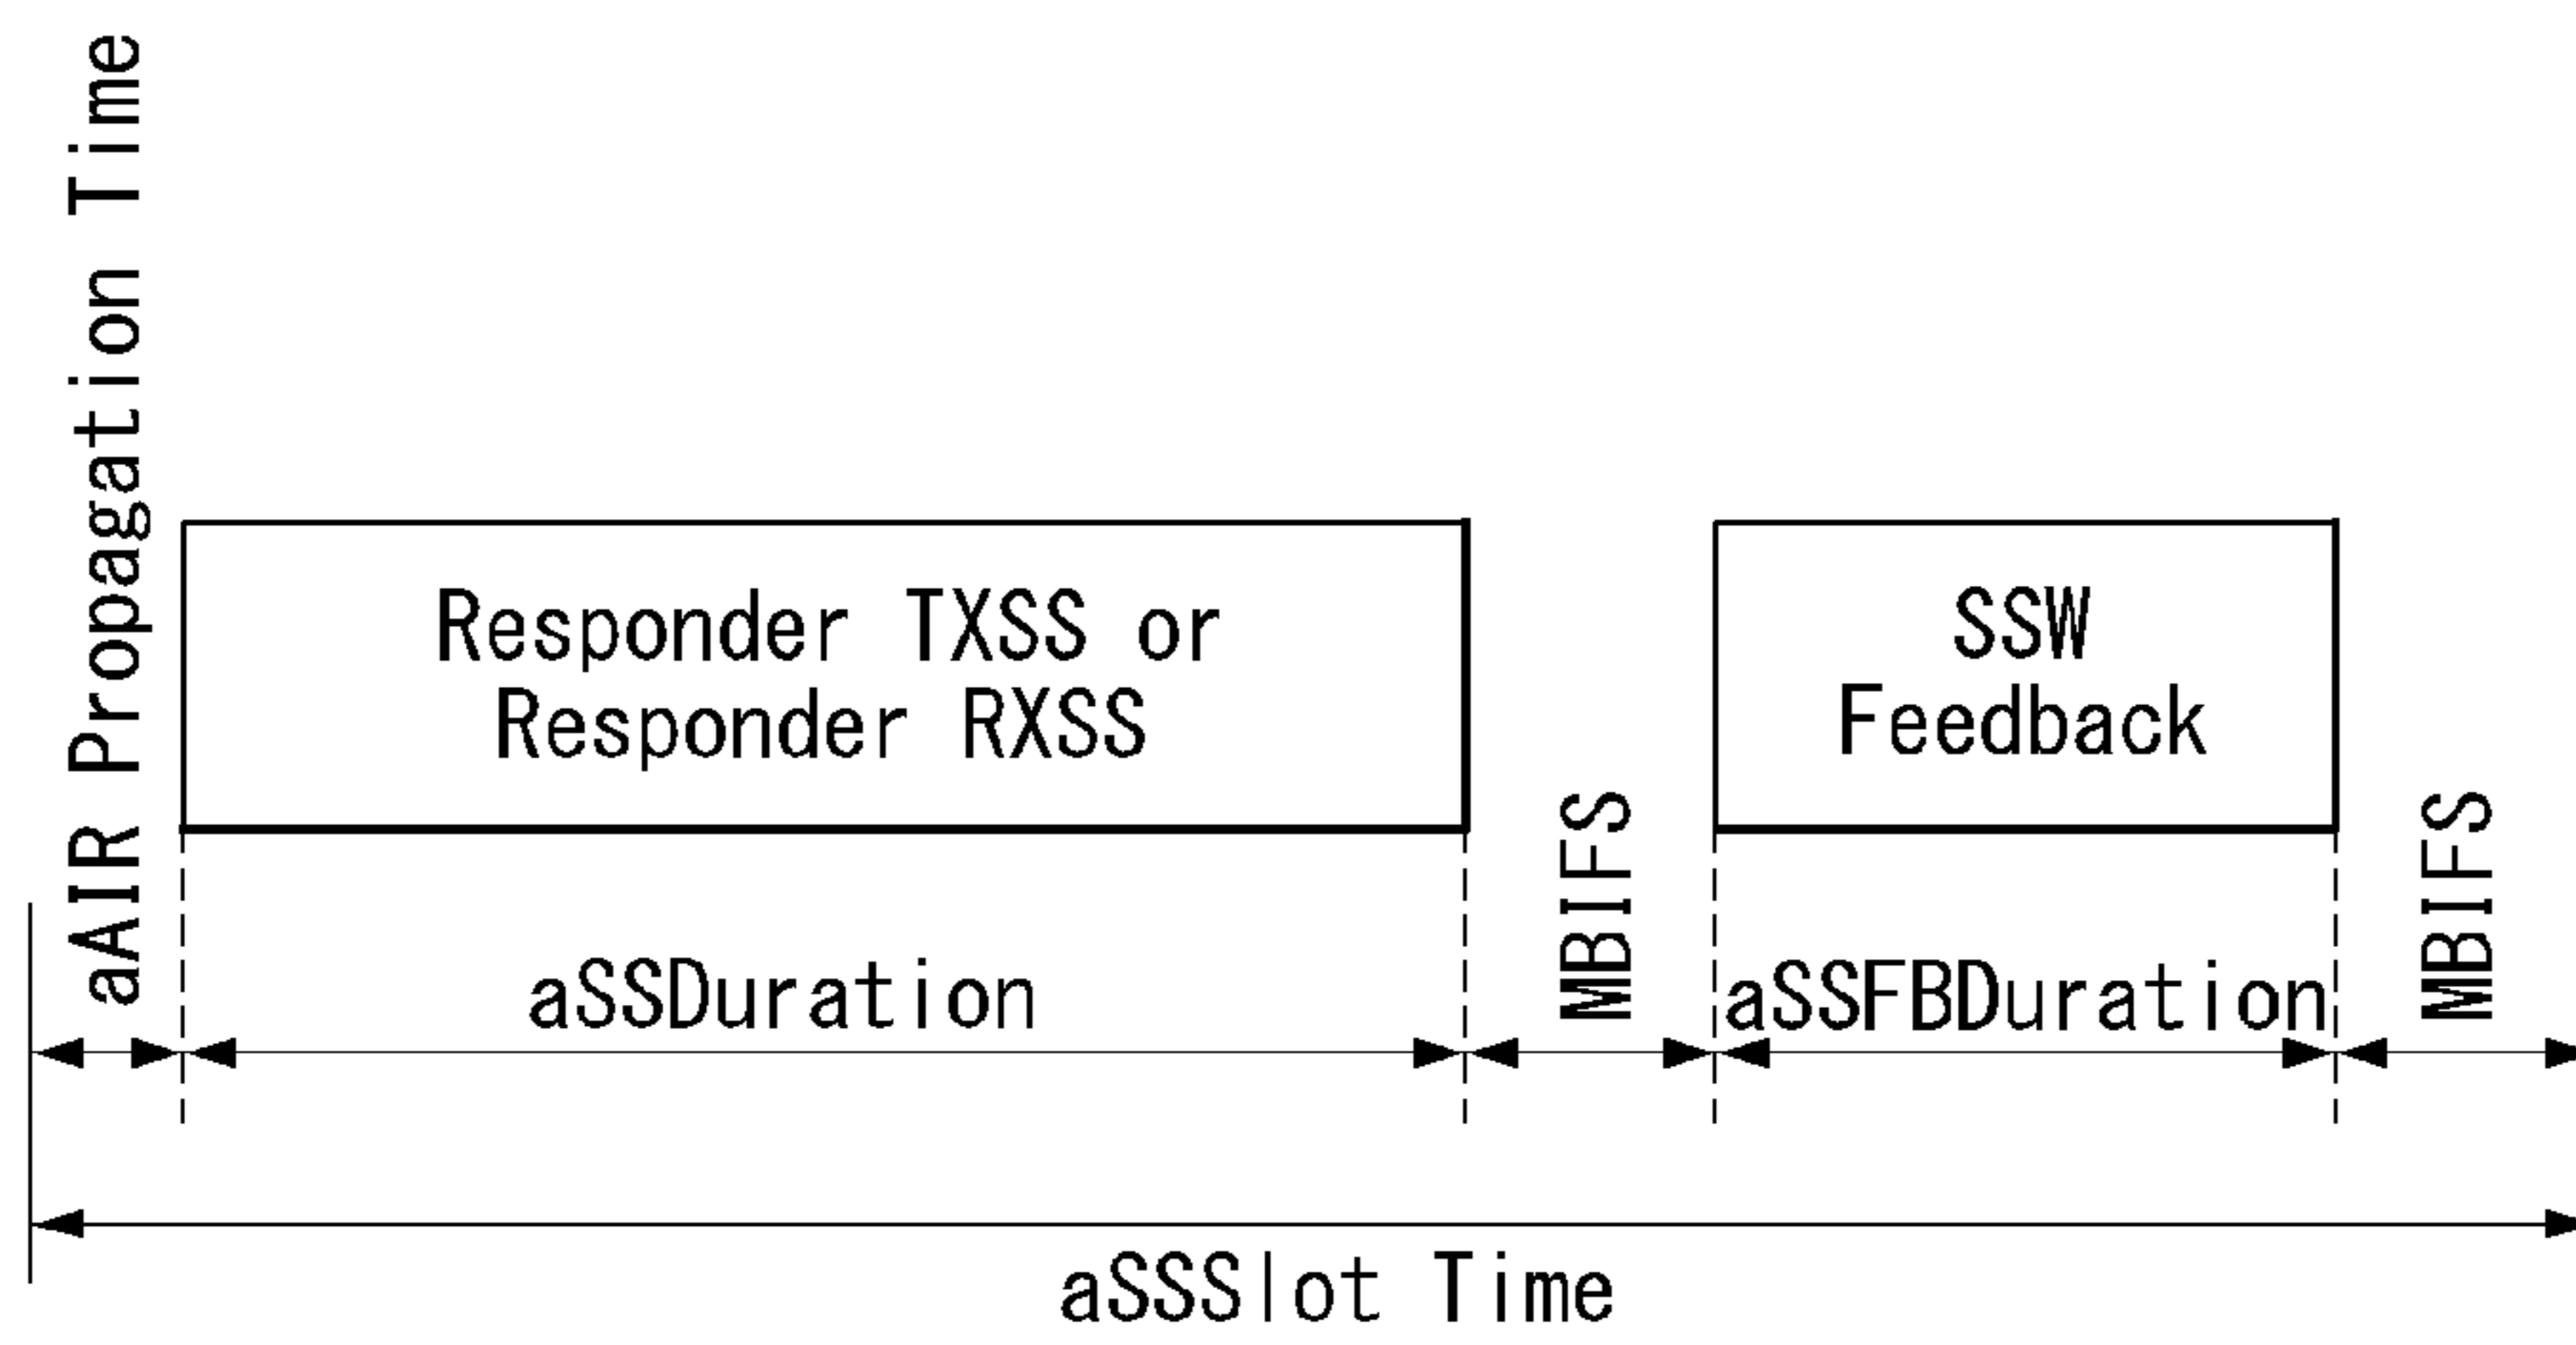 aAIR Propagation Time
Responder TXSS or
Responder RXSS
SSW
Feedback
aSSDuration
MBIFS
aSSFBDuration
MBIFS
aSSSlot Time